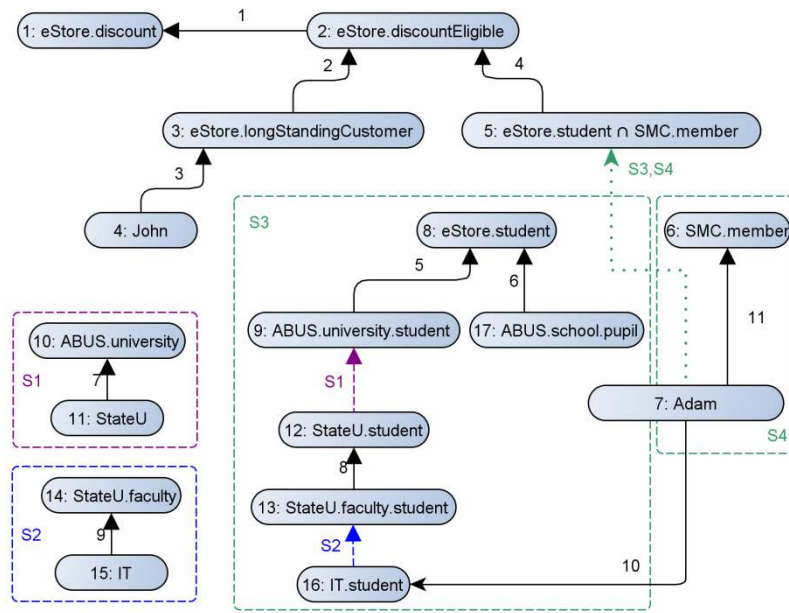 1
1: eStore.discount
2: eStore.discountEligible
2
4
3: eStore.longStandingCustomer
5: eStore.student ∩ SMC.member
3
S3,S4
4: John
S3
8: eStore.student
6: SMC.member
5
6
9: ABUS.university.student
17: ABUS.school.pupil
11
10: ABUS.university
S1
7
S1
11: StateU
7: Adam
12: StateU.student
S4
8
14: StateU.faculty
13: StateU.faculty.student
S2
9
S2
15: IT
16: IT.student
10